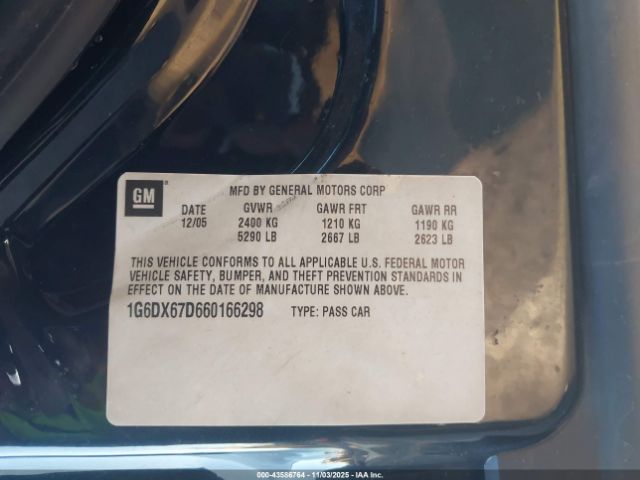 GM
MFD BY GENERAL MOTORS CORP
DATE GVWR GAWR FRT GAWR RR
12/05 2400 KG 1210 KG 1190 KG
5290 LB 2667 LB 2623 LB
THIS VEHICLE CONFORMS TO ALL APPLICABLE U.S. FEDERAL MOTOR
VEHICLE SAFETY, BUMPER, AND THEFT PREVENTION STANDARDS IN
EFFECT ON THE DATE OF MANUFACTURE SHOWN ABOVE.
1G6DX67D660166298 TYPE: PASS CAR
000-43586764 - 11/03/2025 - IAA Inc.